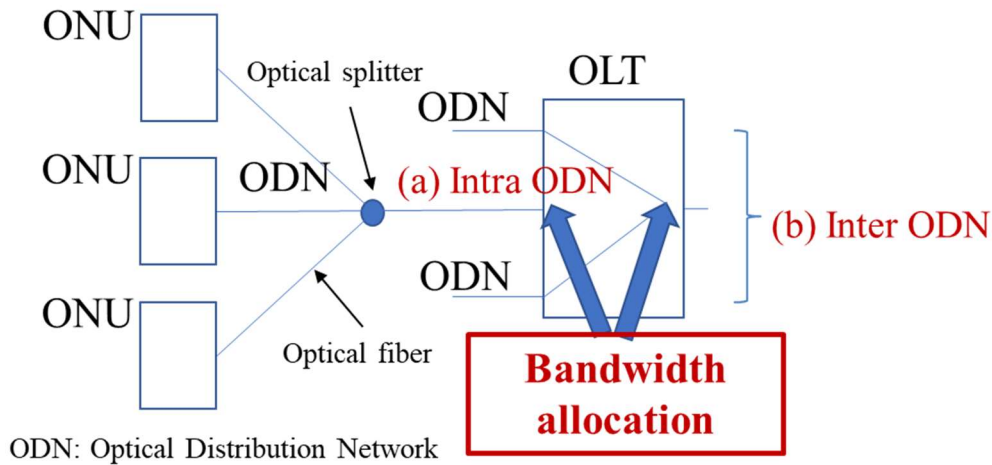 ONU
Optical splitter
OLT
ODN
ONU
ODN
(a) Intra ODN
(b) Inter ODN
ODN
ONU
Optical fiber
Bandwidth
allocation
ODN: Optical Distribution Network